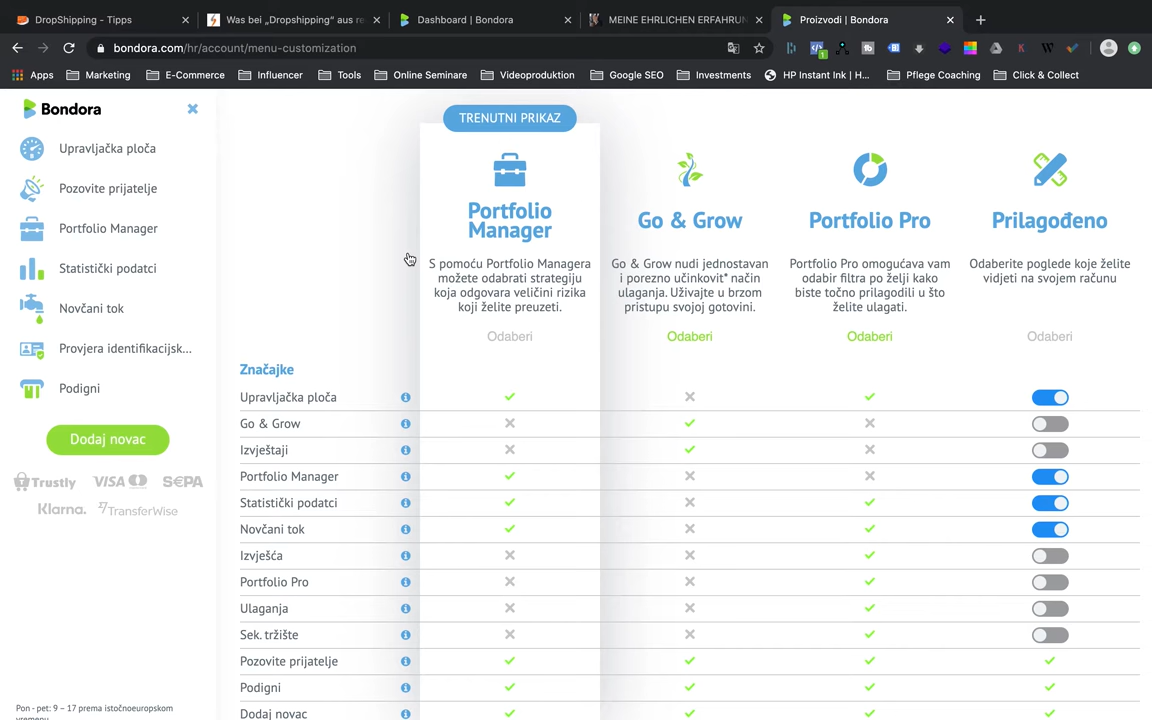 DropShipping - Tipps
Was bei „Dropshipping“ aus re
Dashboard | Bondora
MEINE EHRLICHEN ERFAHRUN
Proizvodi | Bondora
bondora.com/hr/account/menu-customization
Apps
Marketing
E-Commerce
Influencer
Tools
Online Seminare
Videoproduktion
Google SEO
Investments
HP Instant Ink | H...
Pflege Coaching
Click & Collect
Bondora
Upravljačka ploča
Pozovite prijatelje
Portfolio Manager
Statistički podatci
Novčani tok
Provjera identifikacijsk...
Podigni
Dodaj novac
Trustly
VISA
SEPA
Klarna.
TransferWise
Pon - pet: 9 – 17 prema istočnoeuropskom
vremenu
TRENUTNI PRIKAZ
Portfolio
Manager
S pomoću Portfolio Managera
možete odabrati strategiju
koja odgovara veličini rizika
koji želite preuzeti.
Odaberi
Go & Grow
Go & Grow nudi jednostavan
i porezno učinkovit* način
ulaganja. Uživajte u brzom
pristupu svojoj gotovini.
Odaberi
Portfolio Pro
Portfolio Pro omogućava vam
odabir filtra po želji kako
biste točno prilagodili u što
želite ulagati.
Odaberi
Prilagođeno
Odaberite poglede koje želite
vidjeti na svojem računu
Odaberi
Značajke
Upravljačka ploča
Go & Grow
Izvještaji
Portfolio Manager
Statistički podatci
Novčani tok
Izvješća
Portfolio Pro
Ulaganja
Sek. tržište
Pozovite prijatelje
Podigni
Dodaj novac